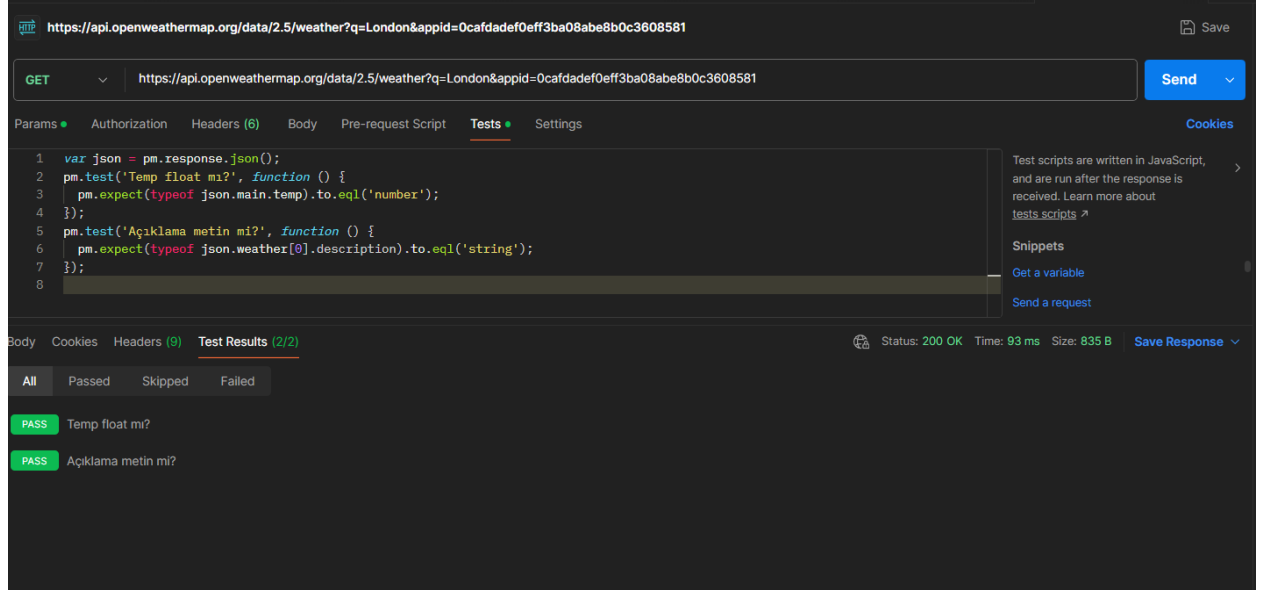 HTTP https://api.openweathermap.org/data/2.5/weather?q=London&appid=0cafdadef0eff3ba08abe8b0c3608581 Save
GET https://api.openweathermap.org/data/2.5/weather?q=London&appid=0cafdadef0eff3ba08abe8b0c3608581 Send
Params Authorization Headers (6) Body Pre-request Script Tests Settings Cookies
1 var json = pm.response.json();
2 pm.test('Temp float mı?', function () {
3 pm.expect(typeof json.main.temp).to.eql('number');
4 });
5 pm.test('Açıklama metin mi?', function () {
6 pm.expect(typeof json.weather[0].description).to.eql('string');
7 });
8
Test scripts are written in JavaScript,
and are run after the response is
received. Learn more about
tests scripts ↗
Snippets
Get a variable
Send a request
Body Cookies Headers (9) Test Results (2/2) Status: 200 OK Time: 93 ms Size: 835 B Save Response
All Passed Skipped Failed
PASS Temp float mı?
PASS Açıklama metin mi?